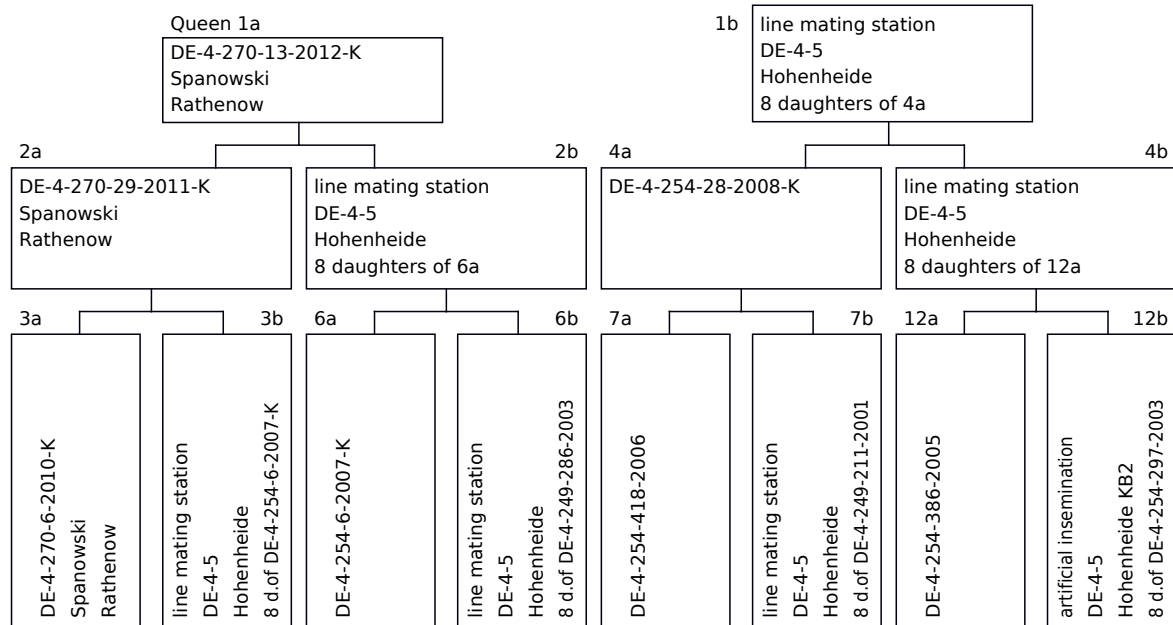 Queen 1a
DE-4-270-13-2012-K
Spanowski
Rathenow
1b
line mating station
DE-4-5
Hohenheide
8 daughters of 4a
2a
DE-4-270-29-2011-K
Spanowski
Rathenow
2b
line mating station
DE-4-5
Hohenheide
8 daughters of 6a
4a
DE-4-254-28-2008-K
4b
line mating station
DE-4-5
Hohenheide
8 daughters of 12a
3a
DE-4-270-6-2010-K
Spanowski
Rathenow
3b
line mating station
DE-4-5
Hohenheide
8 d.of DE-4-254-6-2007-K
6a
DE-4-254-6-2007-K
6b
line mating station
DE-4-5
Hohenheide
8 d.of DE-4-249-286-2003
7a
DE-4-254-418-2006
7b
line mating station
DE-4-5
Hohenheide
8 d.of DE-4-249-211-2001
12a
DE-4-254-386-2005
12b
artificial insemination
DE-4-5
Hohenheide KB2
8 d.of DE-4-254-297-2003